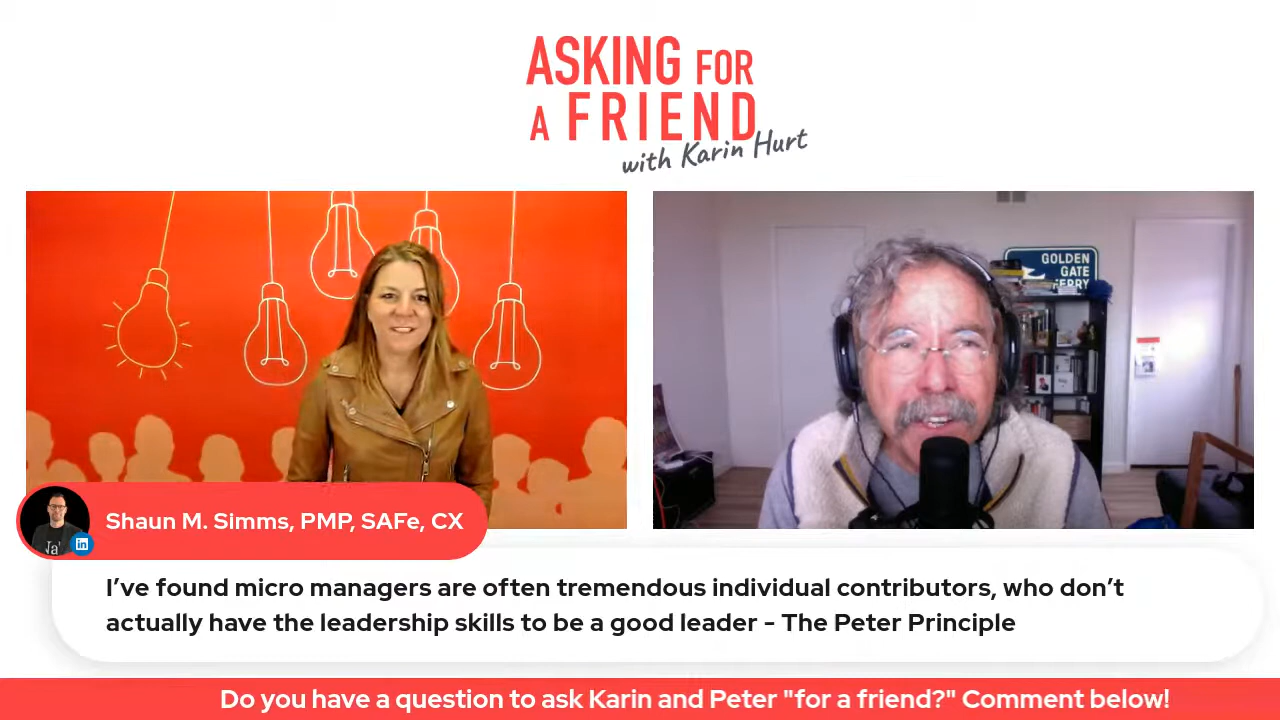 ASKING FOR
A FRIEND
with Karin Hurt
GOLDEN
GATE
FERRY
Shaun M. Simms, PMP, SAFe, CX
I’ve found micro managers are often tremendous individual contributors, who don’t
actually have the leadership skills to be a good leader - The Peter Principle
Do you have a question to ask Karin and Peter "for a friend?" Comment below!